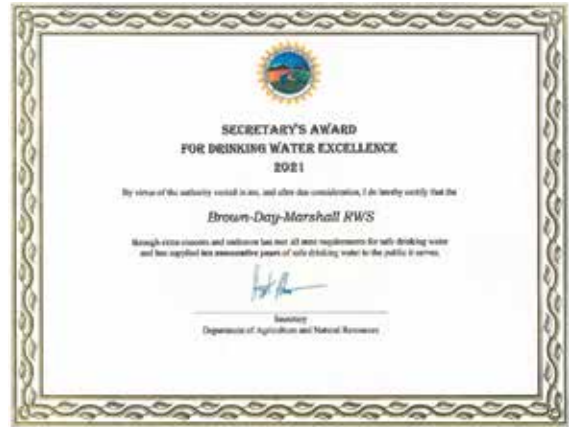 SECRETARY'S AWARD
FOR DRINKING WATER EXCELLENCE
2021
By virtue of the authority vested in me, and after due consideration, I do hereby certify that the
Brown-Day-Marshall RWS
through extra concern and endeavor has met all state requirements for safe drinking water
and has supplied ten consecutive years of safe drinking water to the public it serves.
Secretary
Department of Agriculture and Natural Resources